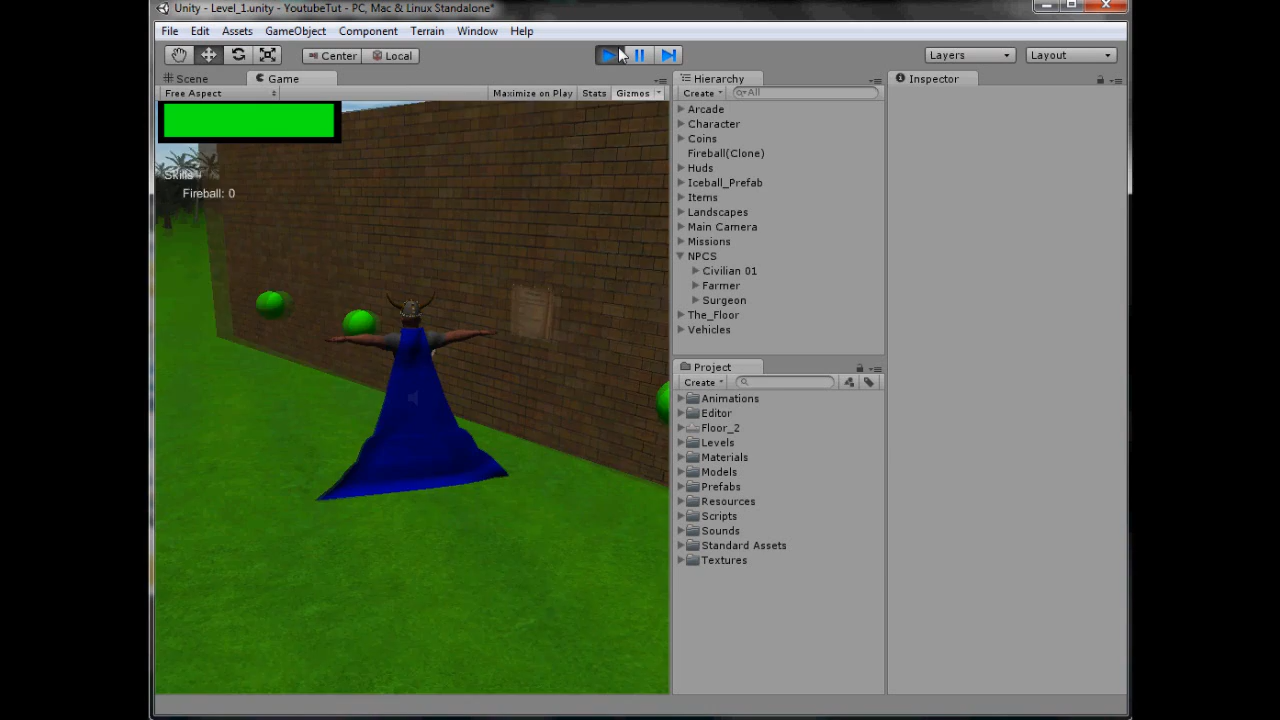 Unity - Level_1.unity - YoutubeTut - PC, Mac & Linux Standalone*
File Edit Assets GameObject Component Terrain Window Help
Center Local Layers Layout
Scene Game Hierarchy Inspector
Free Aspect Maximize on Play Stats Gizmos Create All
Skills
Fireball: 0
Arcade
Character
Coins
Fireball(Clone)
Huds
Iceball_Prefab
Items
Landscapes
Main Camera
Missions
NPCS
Civilian 01
Farmer
Surgeon
The_Floor
Vehicles
Project
Create
Animations
Editor
Floor_2
Levels
Materials
Models
Prefabs
Resources
Scripts
Sounds
Standard Assets
Textures